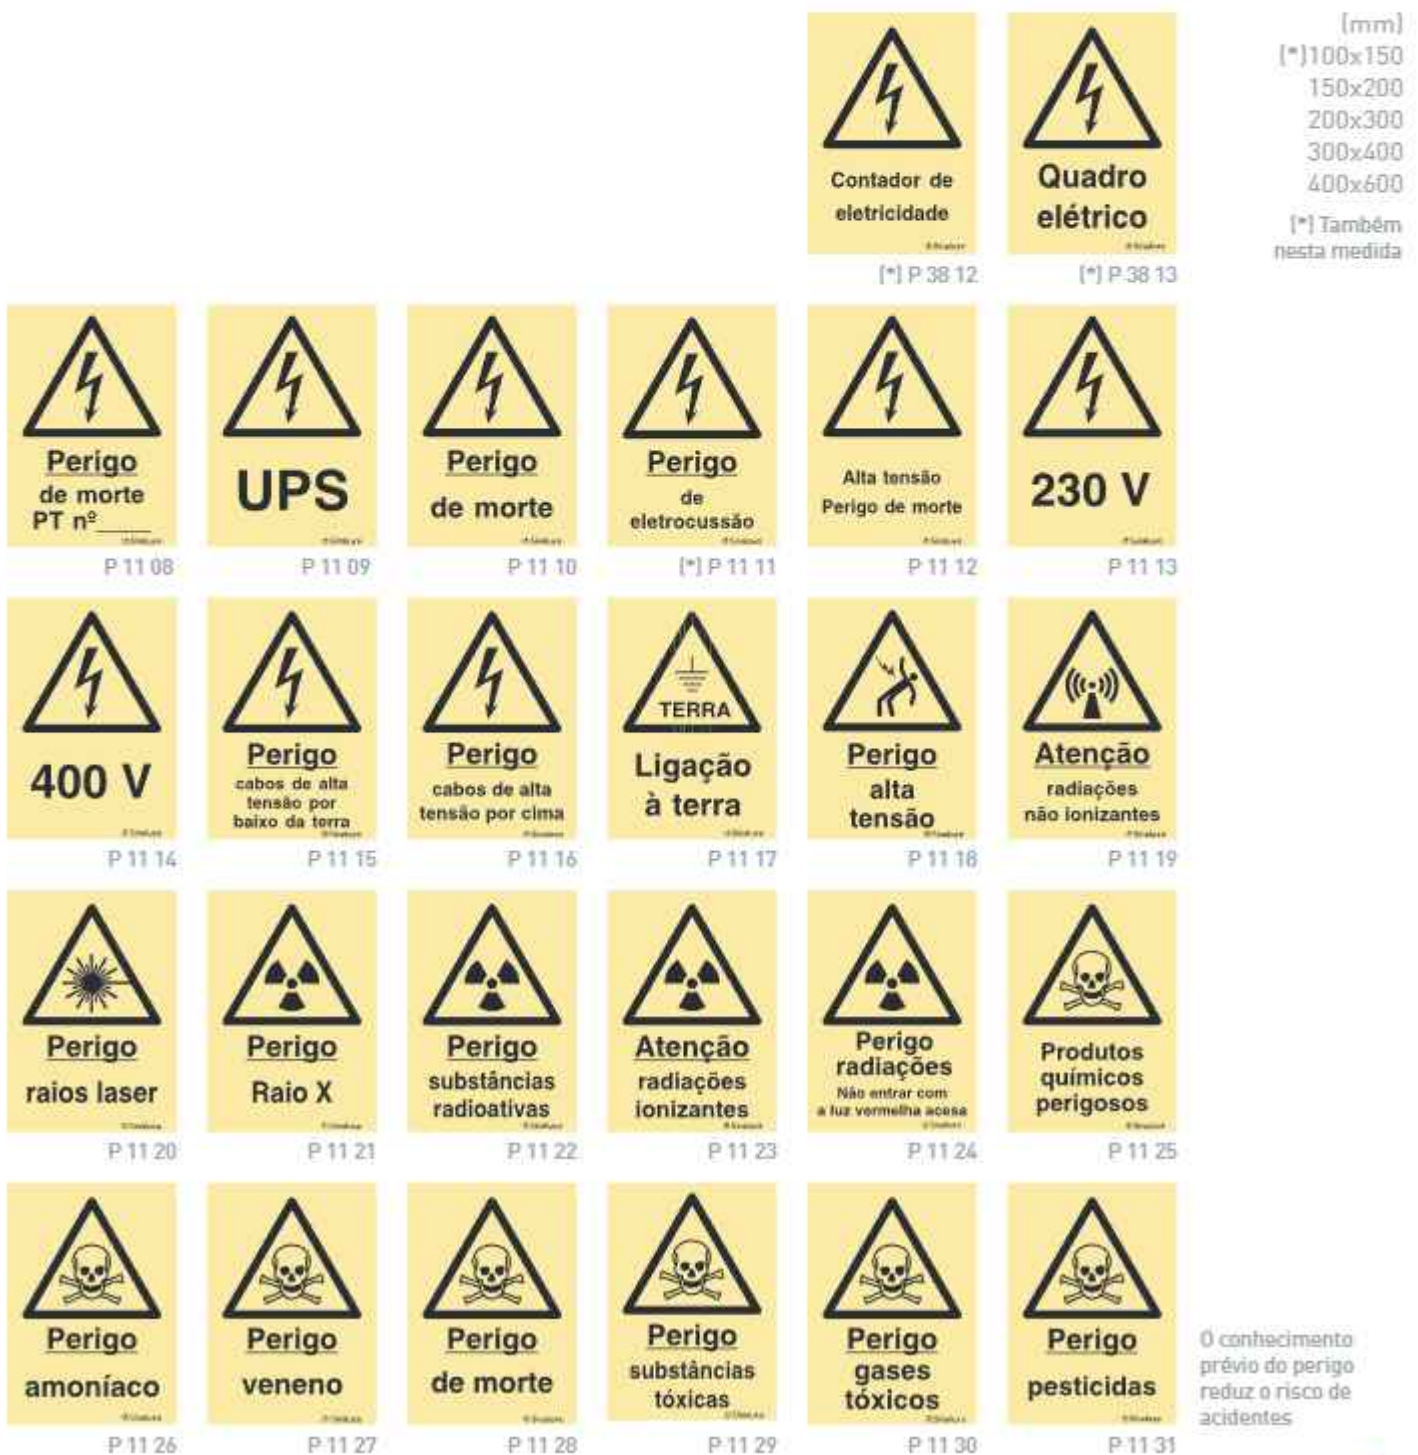 Contador de
eletricidade
(*) P 38 12
Quadro
elétrico
(*) P 38 13
(mm)
(*)100x150
150x200
200x300
300x400
400x600
(*) Também
nesta medida
Perigo
de morte
PT nº____
P 11 08
UPS
P 11 09
Perigo
de morte
P 11 10
Perigo
de
eletrocussão
(*) P 11 11
Alta tensão
Perigo de morte
P 11 12
230 V
P 11 13
400 V
P 11 14
Perigo
cabos de alta
tensão por
baixo da terra
P 11 15
Perigo
cabos de alta
tensão por cima
P 11 16
TERRA
Ligação
à terra
P 11 17
Perigo
alta
tensão
P 11 18
Atenção
radiações
não ionizantes
P 11 19
Perigo
raios laser
P 11 20
Perigo
Raio X
P 11 21
Perigo
substâncias
radioativas
P 11 22
Atenção
radiações
ionizantes
P 11 23
Perigo
radiações
Não entrar com
a luz vermelha acesa
P 11 24
Produtos
químicos
perigosos
P 11 25
Perigo
amoníaco
P 11 26
Perigo
veneno
P 11 27
Perigo
de morte
P 11 28
Perigo
substâncias
tóxicas
P 11 29
Perigo
gases
tóxicos
P 11 30
Perigo
pesticidas
P 11 31
O conhecimento
prévio do perigo
reduz o risco de
acidentes